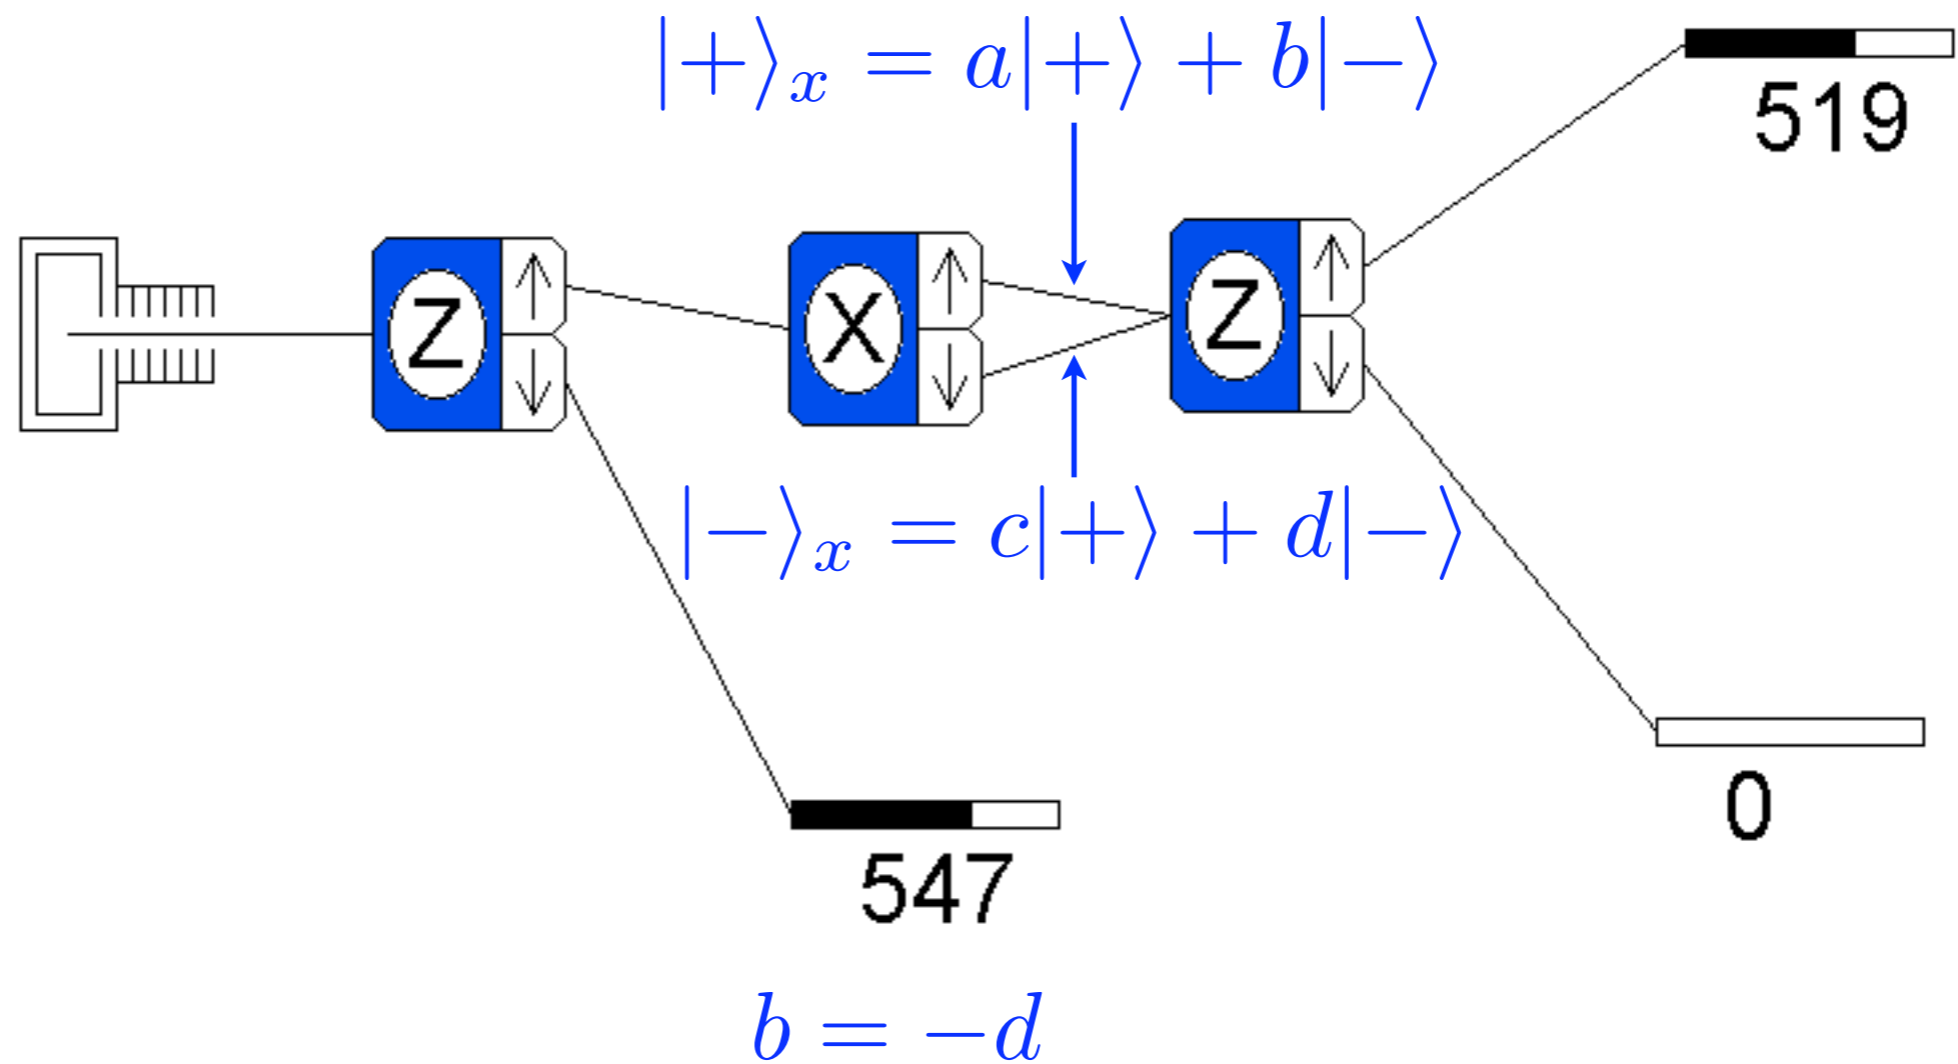 |+⟩ₓ = a|+⟩ + b|−⟩
519
Z
X
Z
|−⟩ₓ = c|+⟩ + d|−⟩
0
547
b = −d